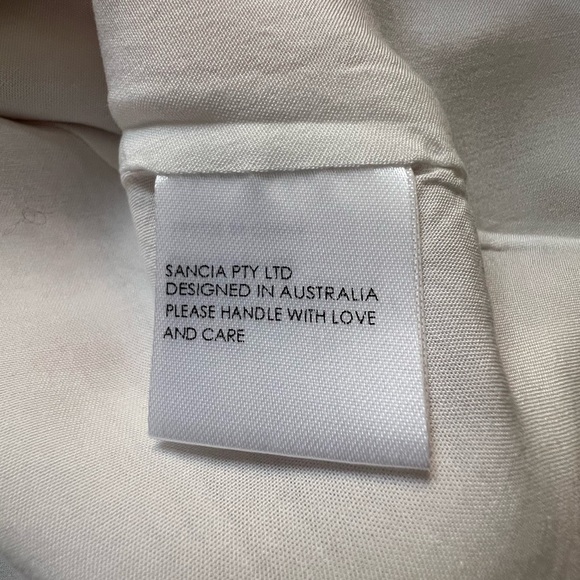 SANCIA PTY LTD
DESIGNED IN AUSTRALIA
PLEASE HANDLE WITH LOVE
AND CARE